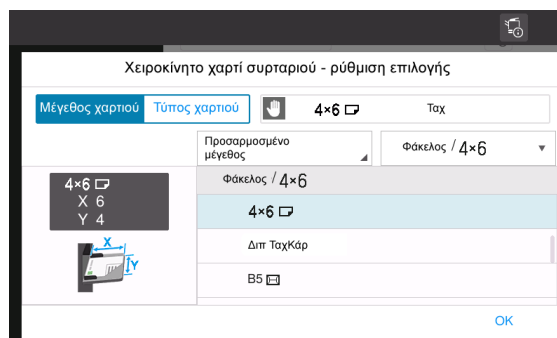 Χειροκίνητο χαρτί συρταριού - ρύθμιση επιλογής
Μέγεθος χαρτιού Τύπος χαρτιού 4×6 Ταχ
Προσαρμοσμένο
μέγεθος
Φάκελος / 4×6
Φάκελος / 4×6
4×6
X 6
Y 4
4×6
X
Y
Διπ ΤαχΚάρ
B5
OK